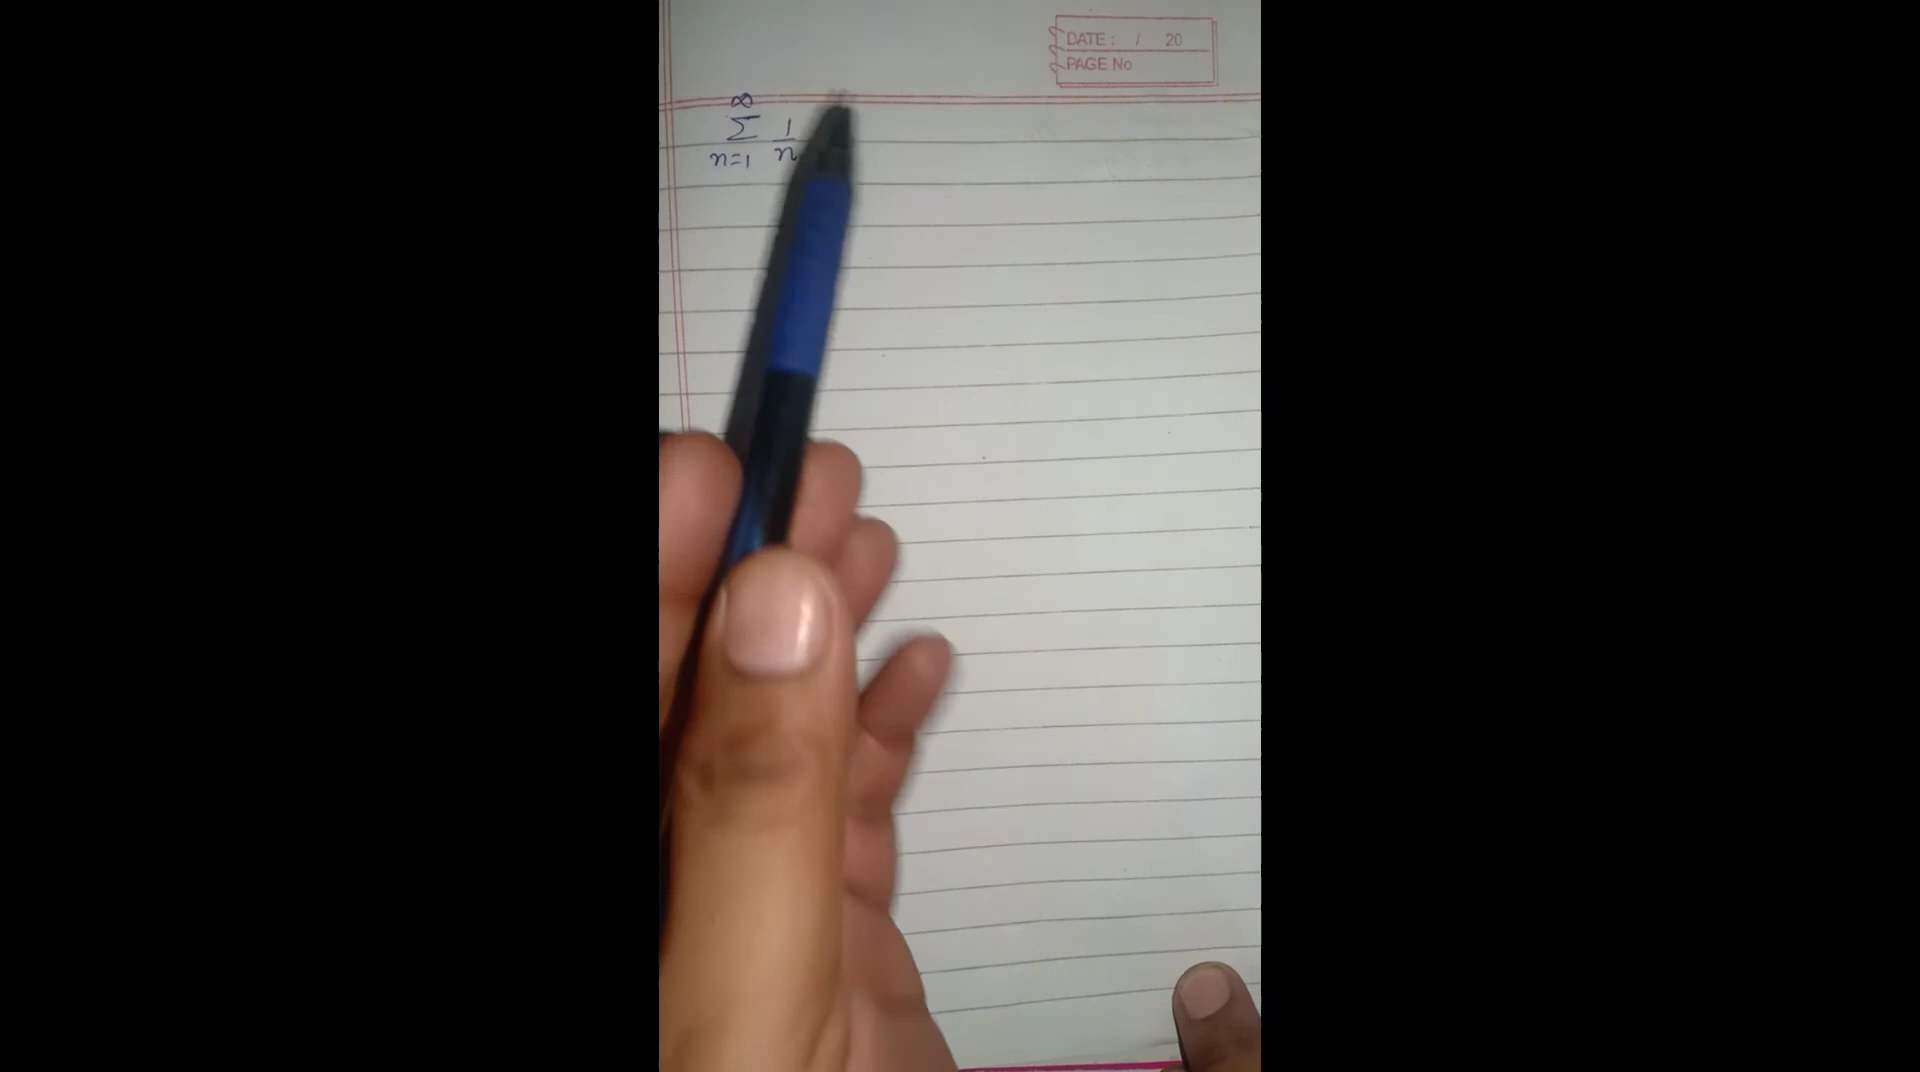 DATE : / 20
PAGE No
∞
Σ 1/n
n=1